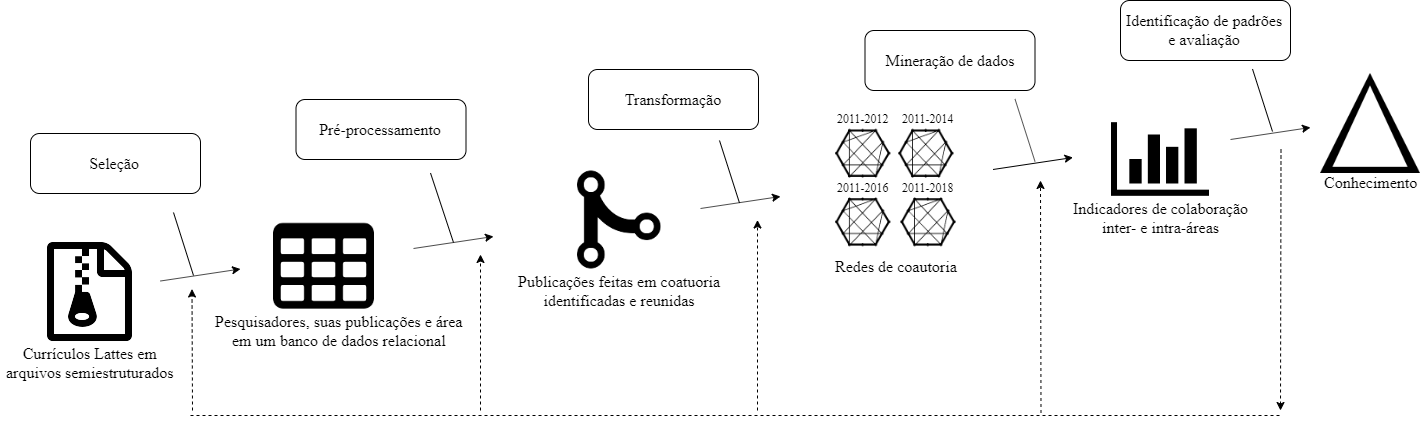 Seleção
Currículos Lattes em
arquivos semiestruturados
Pré-processamento
Pesquisadores, suas publicações e área
em um banco de dados relacional
Transformação
Publicações feitas em coatuoria
identificadas e reunidas
Mineração de dados
2011-2012 2011-2014
2011-2016 2011-2018
Redes de coautoria
Identificação de padrões
e avaliação
Indicadores de colaboração
inter- e intra-áreas
Conhecimento